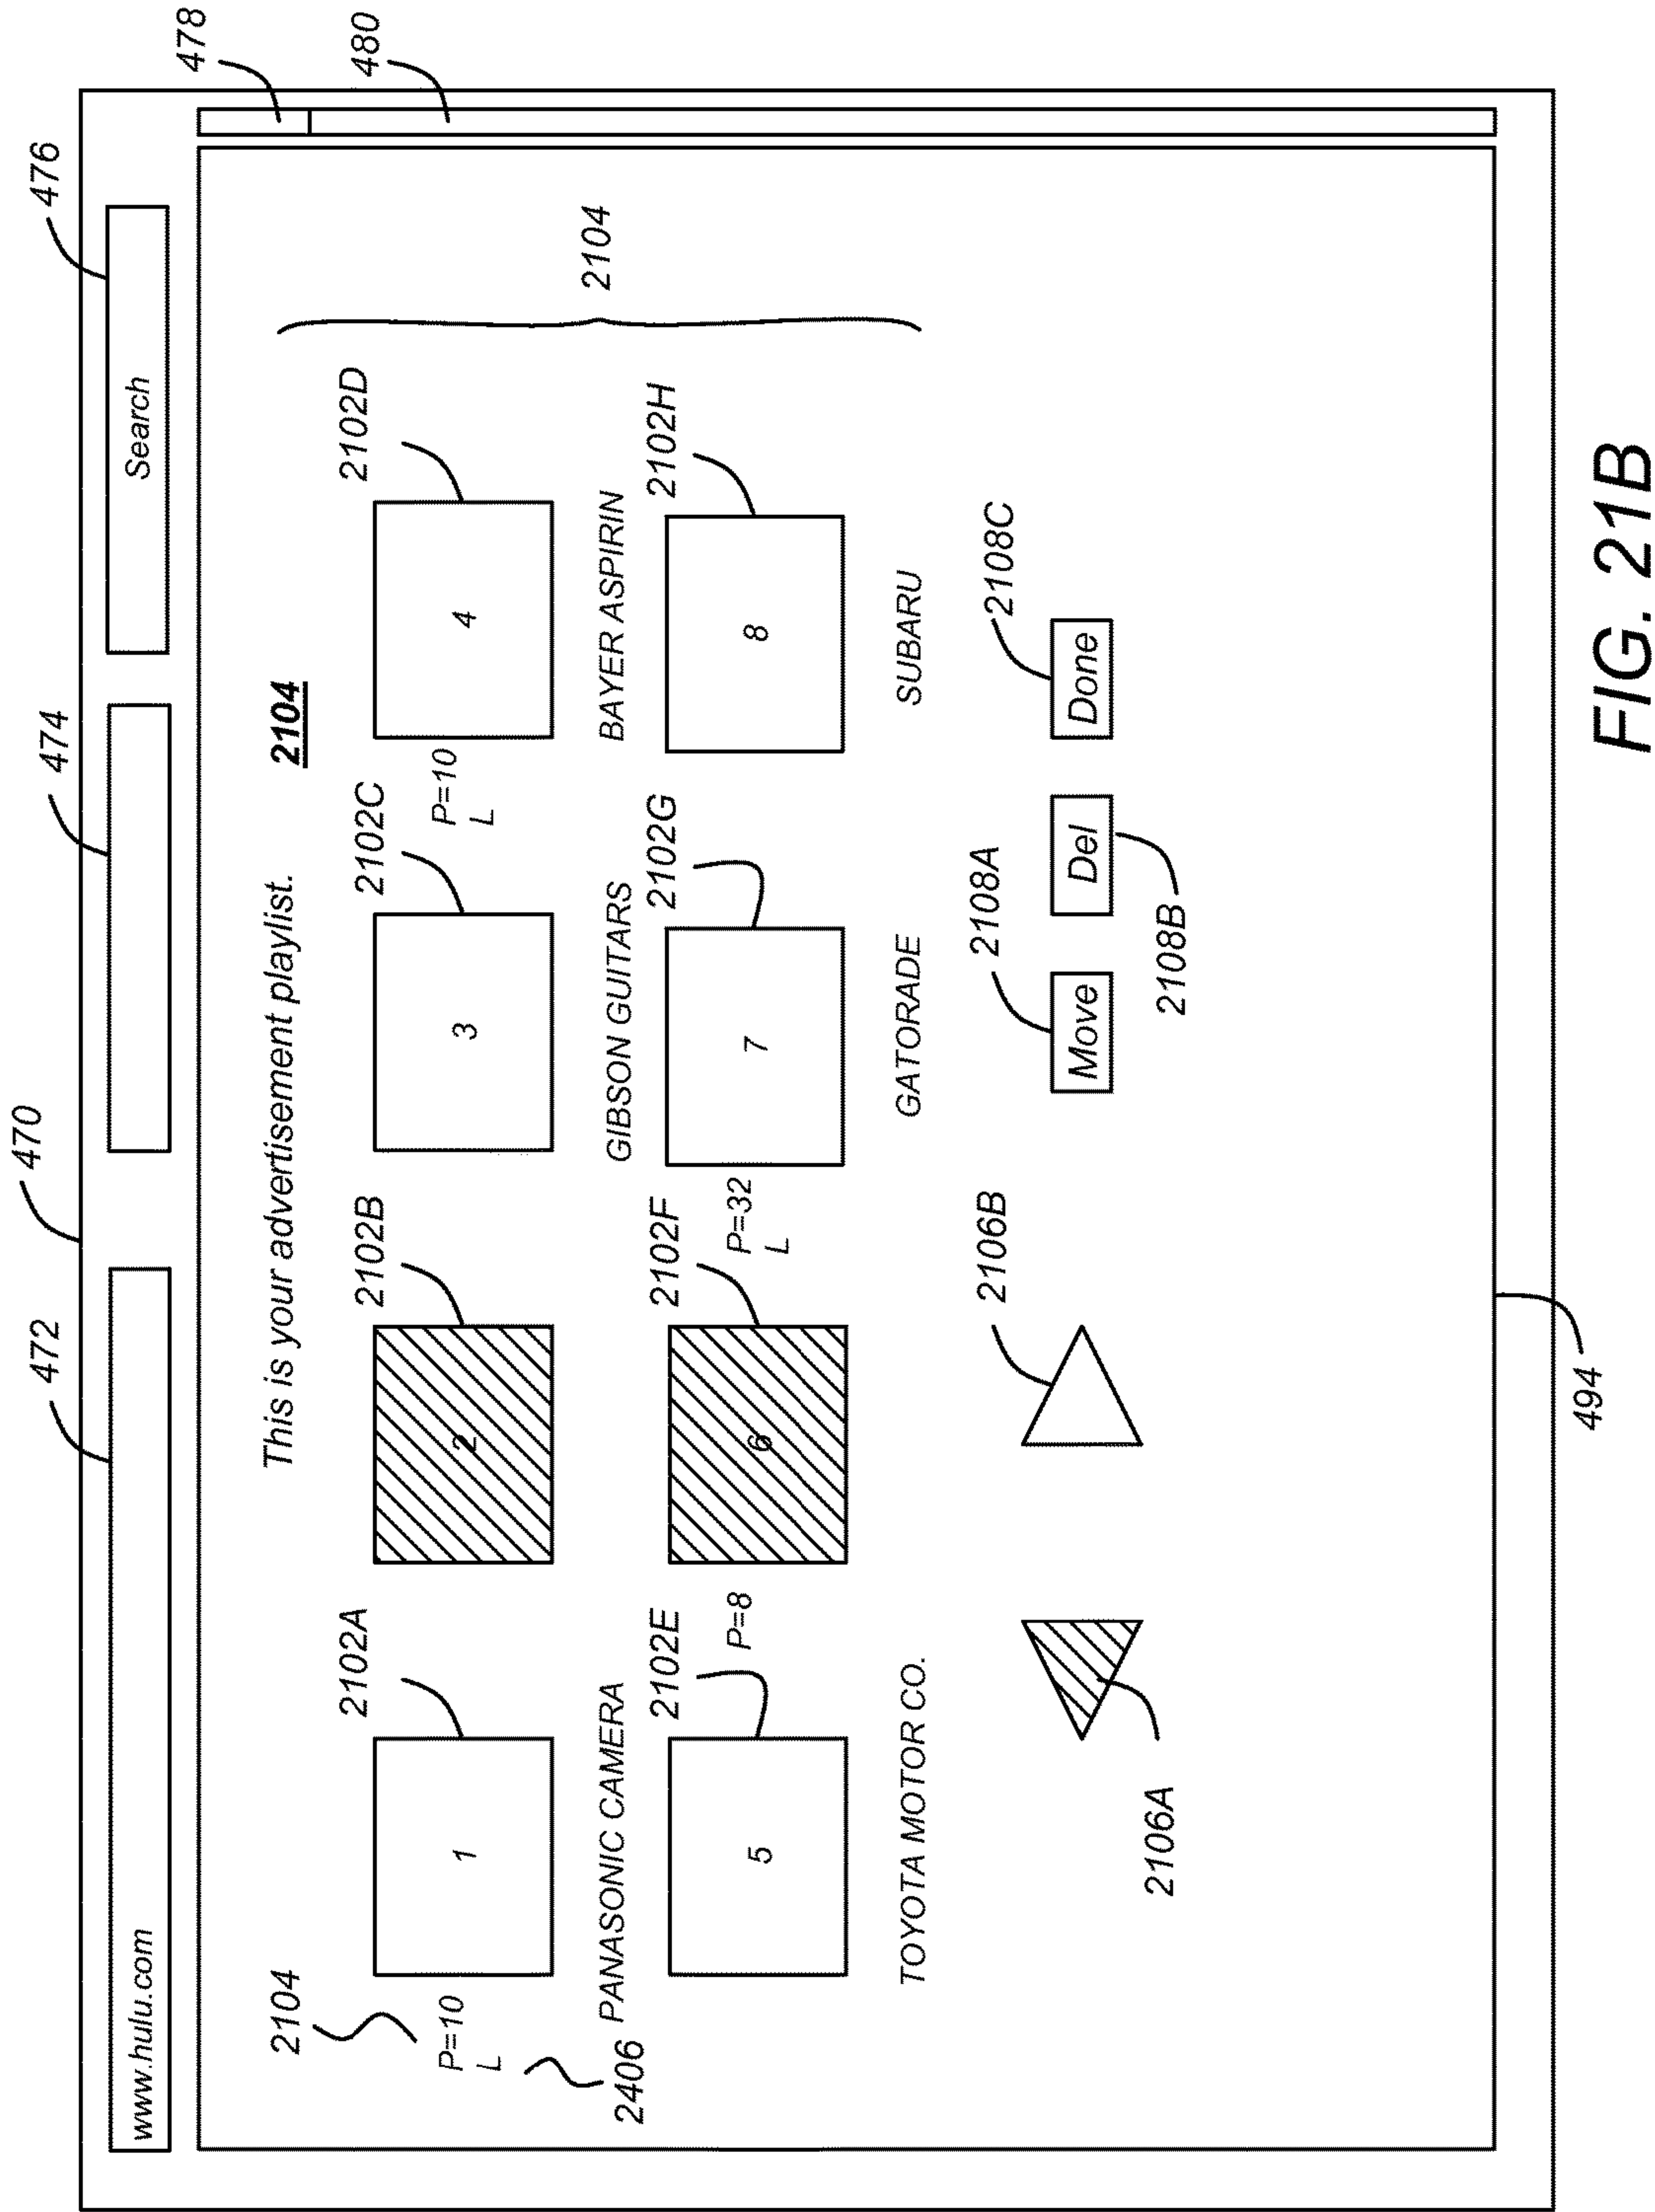 470
472
474
476
www.hulu.com
Search
478
480
This is your advertisement playlist.
2104
2104
2102A
2102B
2102C
2102D
P=10
L
1
2
3
P=10
L
4
2104
2406
PANASONIC CAMERA
GIBSON GUITARS
BAYER ASPIRIN
2102E
2102F
2102G
2102H
5
P=8
6
P=32
L
7
8
TOYOTA MOTOR CO.
GATORADE
SUBARU
2106B
2108A
2108C
Move
Del
Done
2106A
2108B
494
FIG. 21B